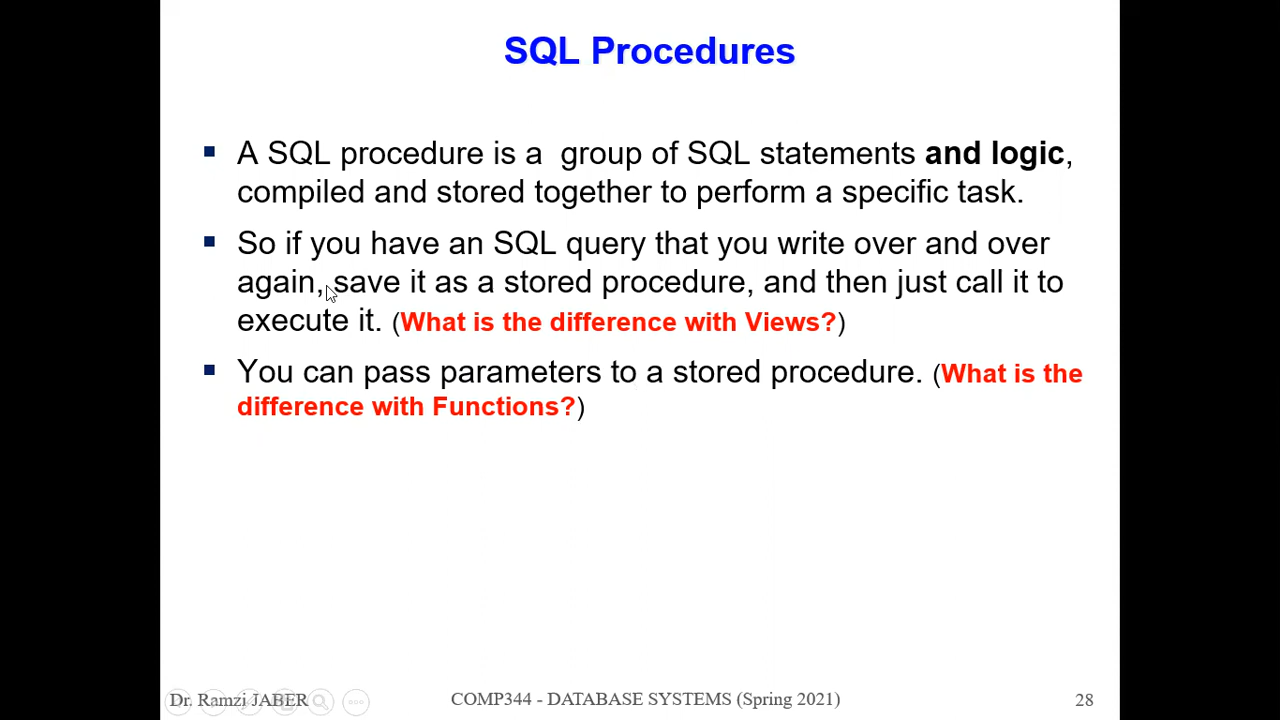 SQL Procedures
A SQL procedure is a  group of SQL statements and logic,
compiled and stored together to perform a specific task.
So if you have an SQL query that you write over and over
again, save it as a stored procedure, and then just call it to
execute it. (What is the difference with Views?)
You can pass parameters to a stored procedure. (What is the
difference with Functions?)
Dr. Ramzi JABER
COMP344 - DATABASE SYSTEMS (Spring 2021)
28